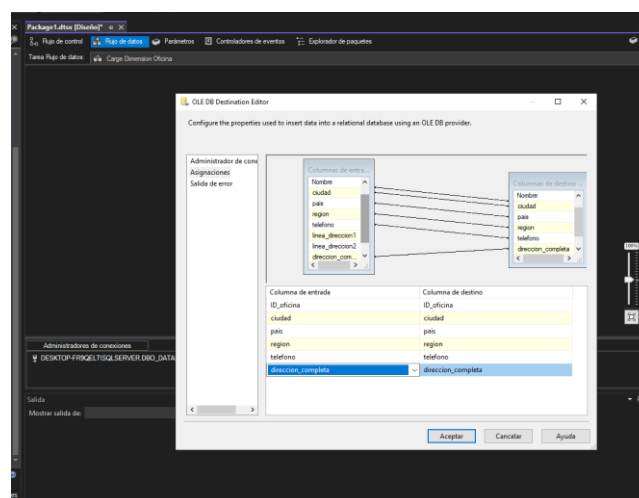 Package1.dtsx [Diseño]*
Flujo de control Flujo de datos Parámetros Controladores de eventos Explorador de paquetes
Tarea Flujo de datos: Carge Dimension Oficina
OLE DB Destination Editor
Configure the properties used to insert data into a relational database using an OLE DB provider.
Administrador de cone
Asignaciones
Salida de error
Columnas de entra...
Nombre
ciudad
pais
region
telefono
linea_direccion1
linea_direccion2
direccion_com...
Columnas de destino ...
Nombre
ciudad
pais
region
telefono
direccion_completa
Columna de entrada Columna de destino
ID_oficina ID_oficina
ciudad ciudad
pais pais
region region
telefono telefono
direccion_completa direccion_completa
Aceptar Cancelar Ayuda
100%
Administradores de conexiones
DESKTOP-FR9QELT\SQLSERVER.DBO_DATA
Salida
Mostrar salida de: